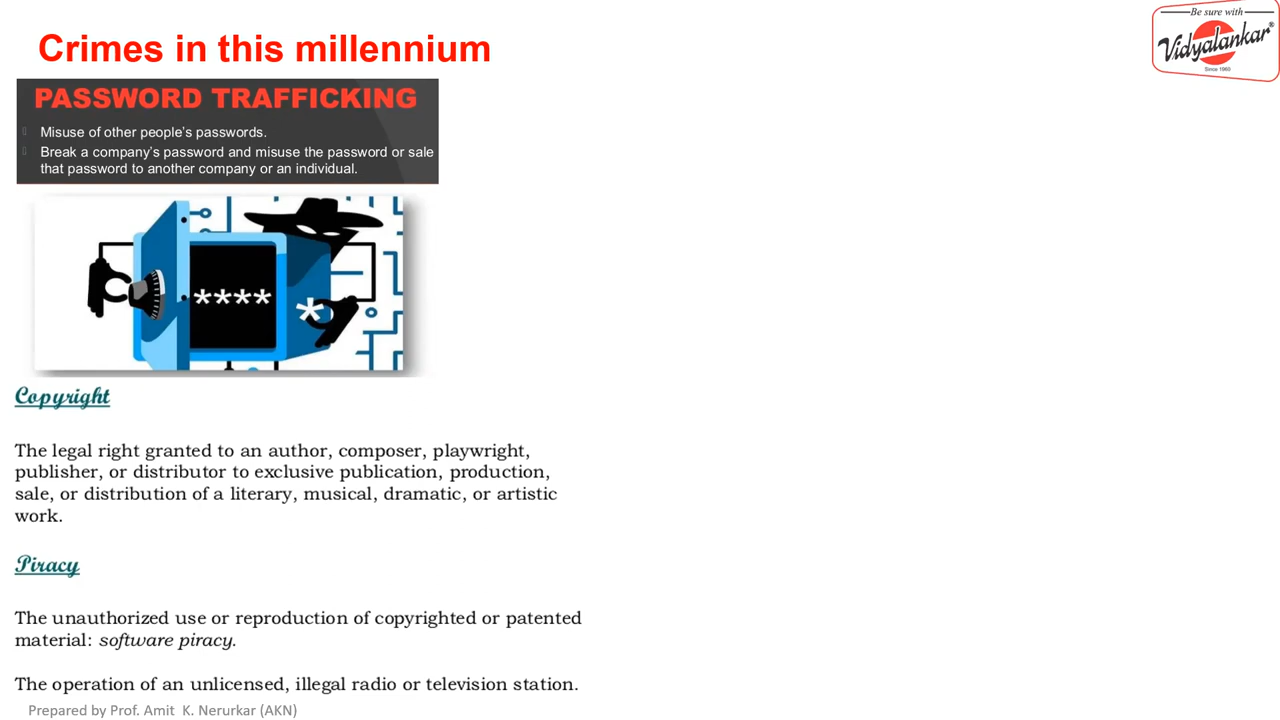 Crimes in this millennium
Be sure with
Vidyalankar®
Since 1960
PASSWORD TRAFFICKING
Misuse of other people's passwords.
Break a company's password and misuse the password or sale
that password to another company or an individual.
**** *
Copyright
The legal right granted to an author, composer, playwright,
publisher, or distributor to exclusive publication, production,
sale, or distribution of a literary, musical, dramatic, or artistic
work.
Piracy
The unauthorized use or reproduction of copyrighted or patented
material: software piracy.
The operation of an unlicensed, illegal radio or television station.
Prepared by Prof. Amit K. Nerurkar (AKN)